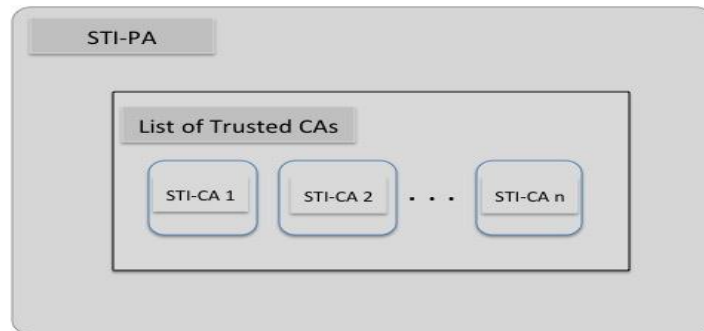 STI-PA
List of Trusted CAs
STI-CA 1 STI-CA 2 . . . STI-CA n